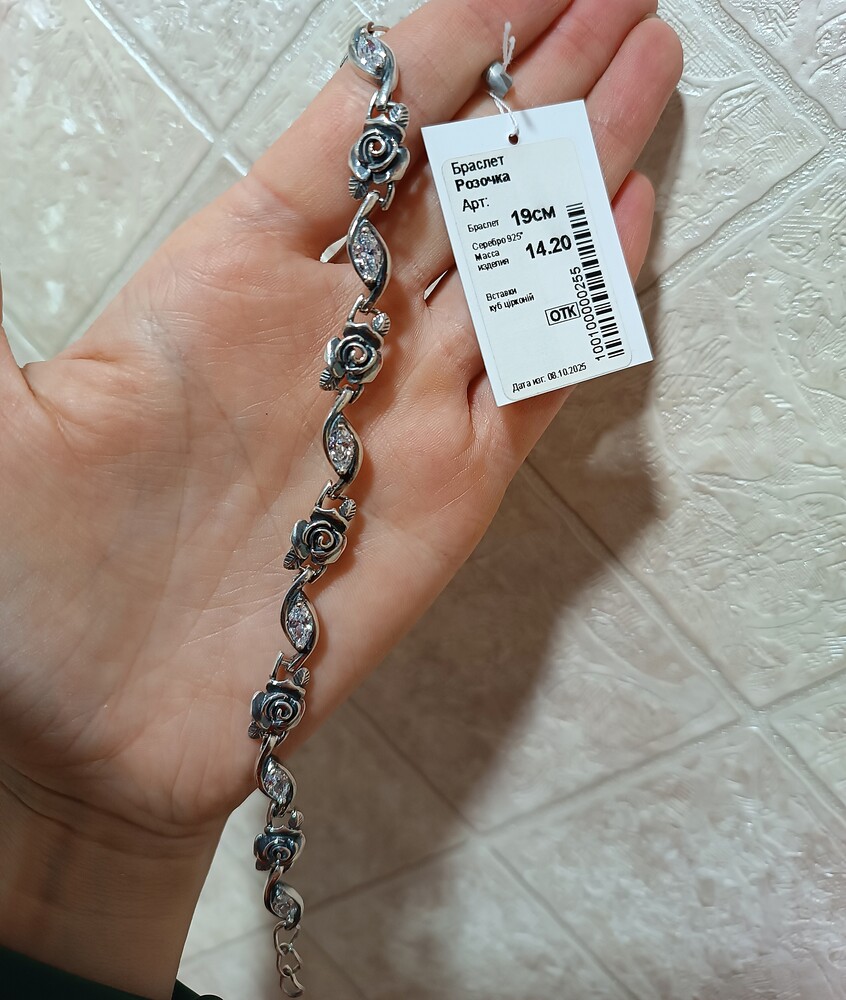 Браслет
Розочка
Арт:
Браслет 19см
Серебро 925°
Масса
изделия 14.20
Вставки
куб цірконій
ОТК
1001000000255
Дата изг. 08.10.2025